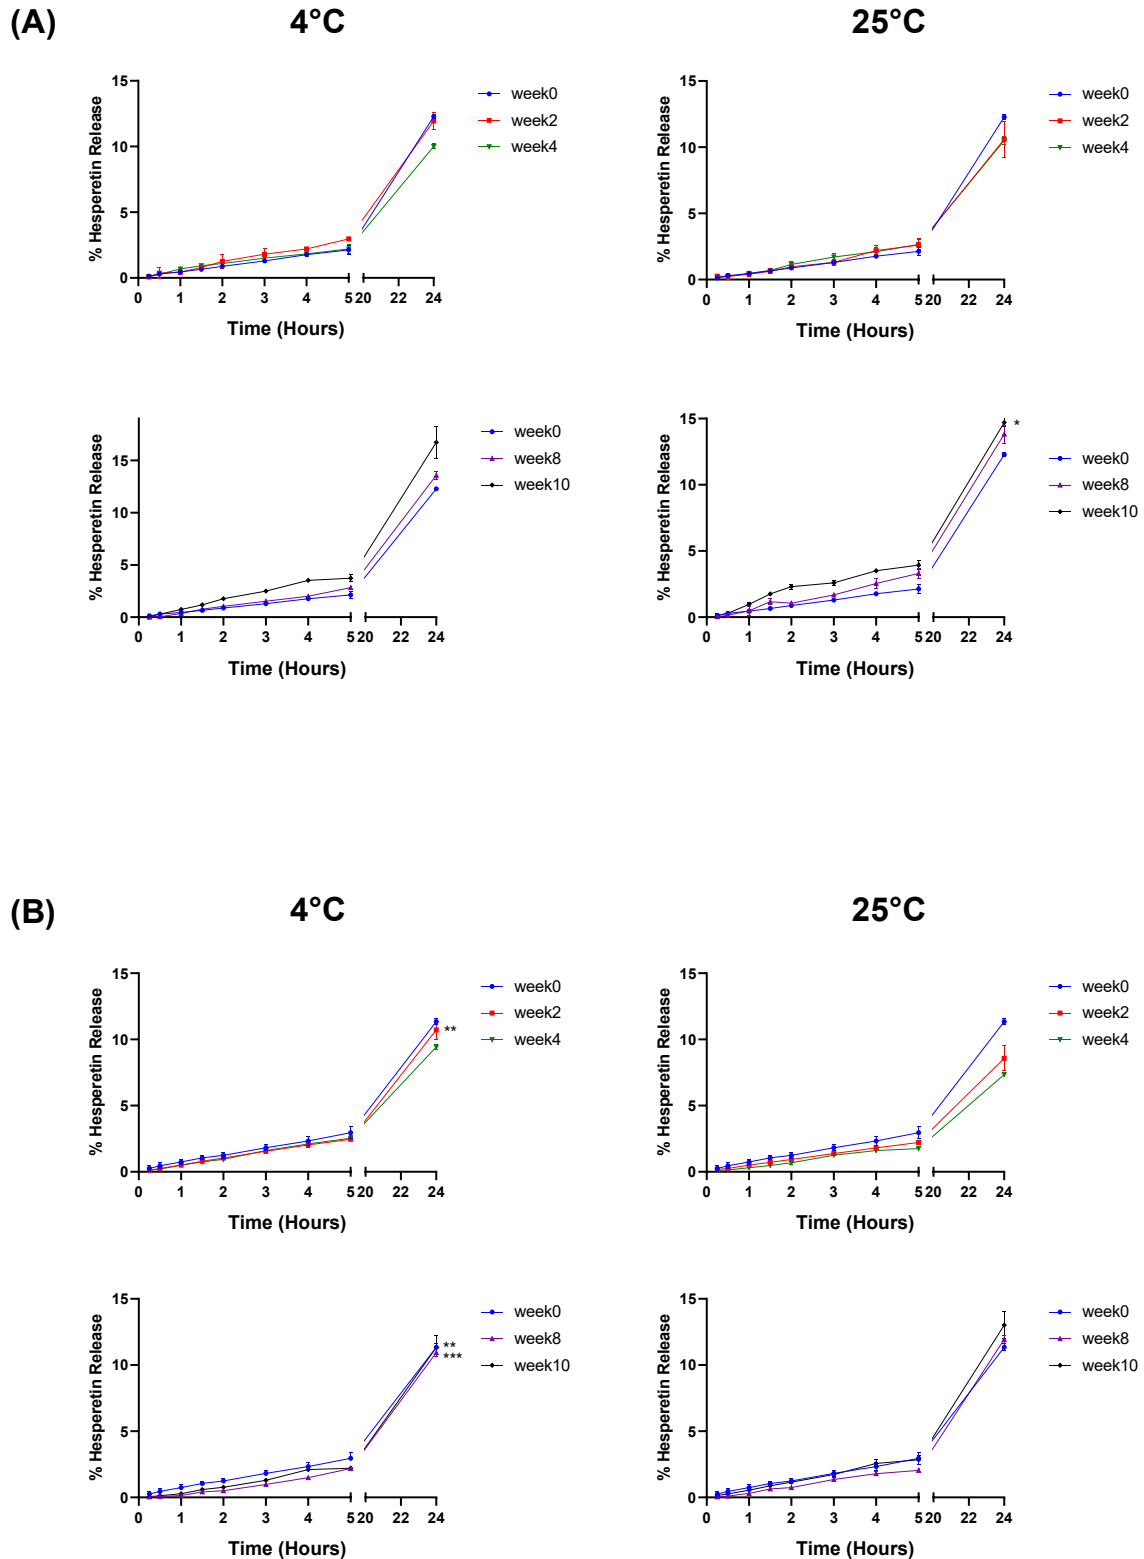 (A)
4°C
25°C
% Hesperetin Release
15
10
5
0
0 1 2 3 4 5 20 22 24
Time (Hours)
week0
week2
week4
% Hesperetin Release
15
10
5
0
0 1 2 3 4 5 20 22 24
Time (Hours)
week0
week2
week4
% Hesperetin Release
15
10
5
0
0 1 2 3 4 5 20 22 24
Time (Hours)
week0
week8
week10
% Hesperetin Release
15
10
5
0
0 1 2 3 4 5 20 22 24
Time (Hours)
*
week0
week8
week10
(B)
4°C
25°C
% Hesperetin Release
15
10
5
0
0 1 2 3 4 5 20 22 24
Time (Hours)
**
week0
week2
week4
% Hesperetin Release
15
10
5
0
0 1 2 3 4 5 20 22 24
Time (Hours)
week0
week2
week4
% Hesperetin Release
15
10
5
0
0 1 2 3 4 5 20 22 24
Time (Hours)
**
***
week0
week8
week10
% Hesperetin Release
15
10
5
0
0 1 2 3 4 5 20 22 24
Time (Hours)
week0
week8
week10